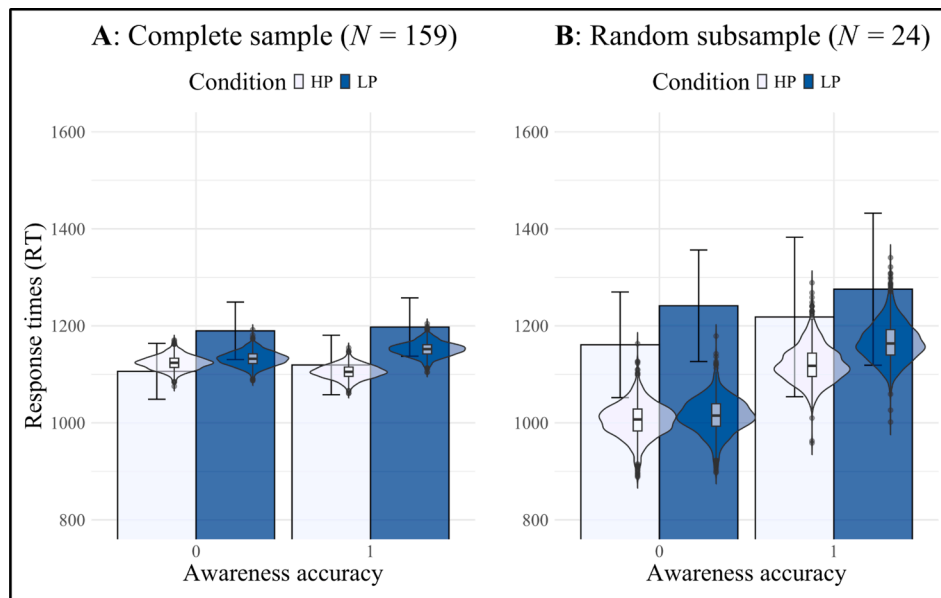 A: Complete sample (N = 159)
Condition HP LP
Response times (RT)
1600
1400
1200
1000
800
0 1
Awareness accuracy
B: Random subsample (N = 24)
Condition HP LP
1600
1400
1200
1000
800
0 1
Awareness accuracy